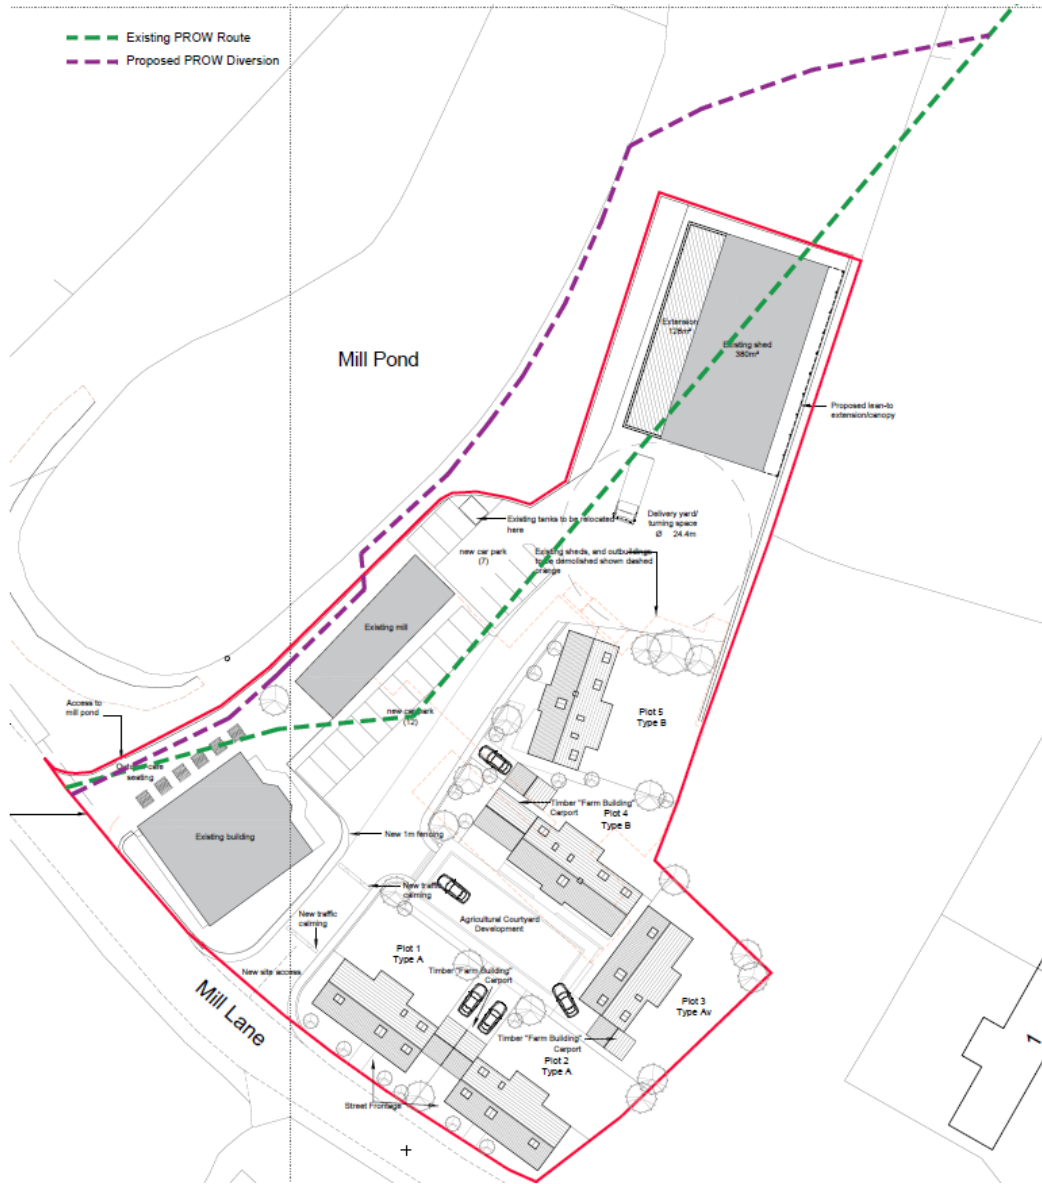 Existing PROW Route
Proposed PROW Diversion
Mill Pond
Extension
128m²
Existing shed
380m²
Proposed lean-to
extension/canopy
Existing tanks to be relocated
here
Delivery yard/
turning space
Ø 24.4m
new car park
(7)
Existing sheds, and outbuildings
to be demolished shown dashed
orange
Existing mill
Access to
mill pond
new car park
(12)
Plot 5
Type B
seating
Timber "Farm Building"
Carport
Plot 4
Type B
Existing building
New 1m fencing
New traffic
calming
New traffic
calming
Agricultural Courtyard
Development
Plot 1
Type A
New site access
Timber "Farm Building"
Carport
Mill Lane
Plot 3
Type Av
Timber "Farm Building"
Carport
Plot 2
Type A
Street Frontage
1